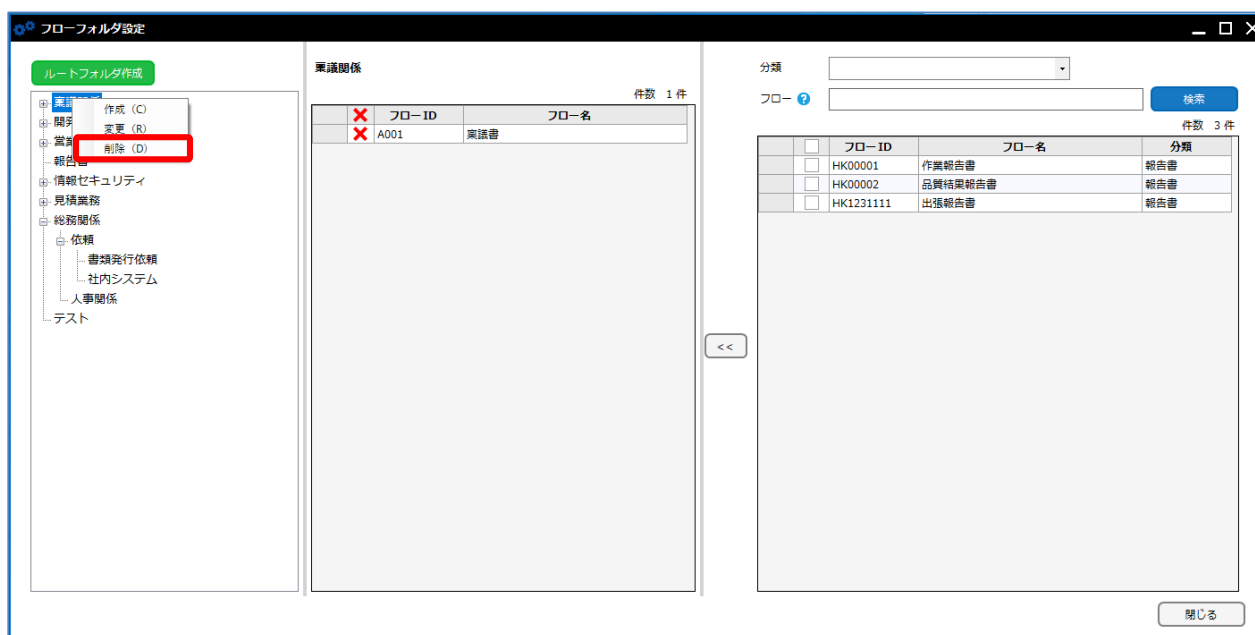 フローフォルダ設定
ルートフォルダ作成
作成（C）
変更（R）
削除（D）
報告書
情報セキュリティ
見積業務
総務関係
依頼
書類発行依頼
社内システム
人事関係
テスト
稟議関係
件数 1 件
フローID フロー名
A001 稟議書
<<
分類
フロー ?
検索
件数 3 件
フローID フロー名 分類
HK00001 作業報告書 報告書
HK00002 品質結果報告書 報告書
HK1231111 出張報告書 報告書
閉じる